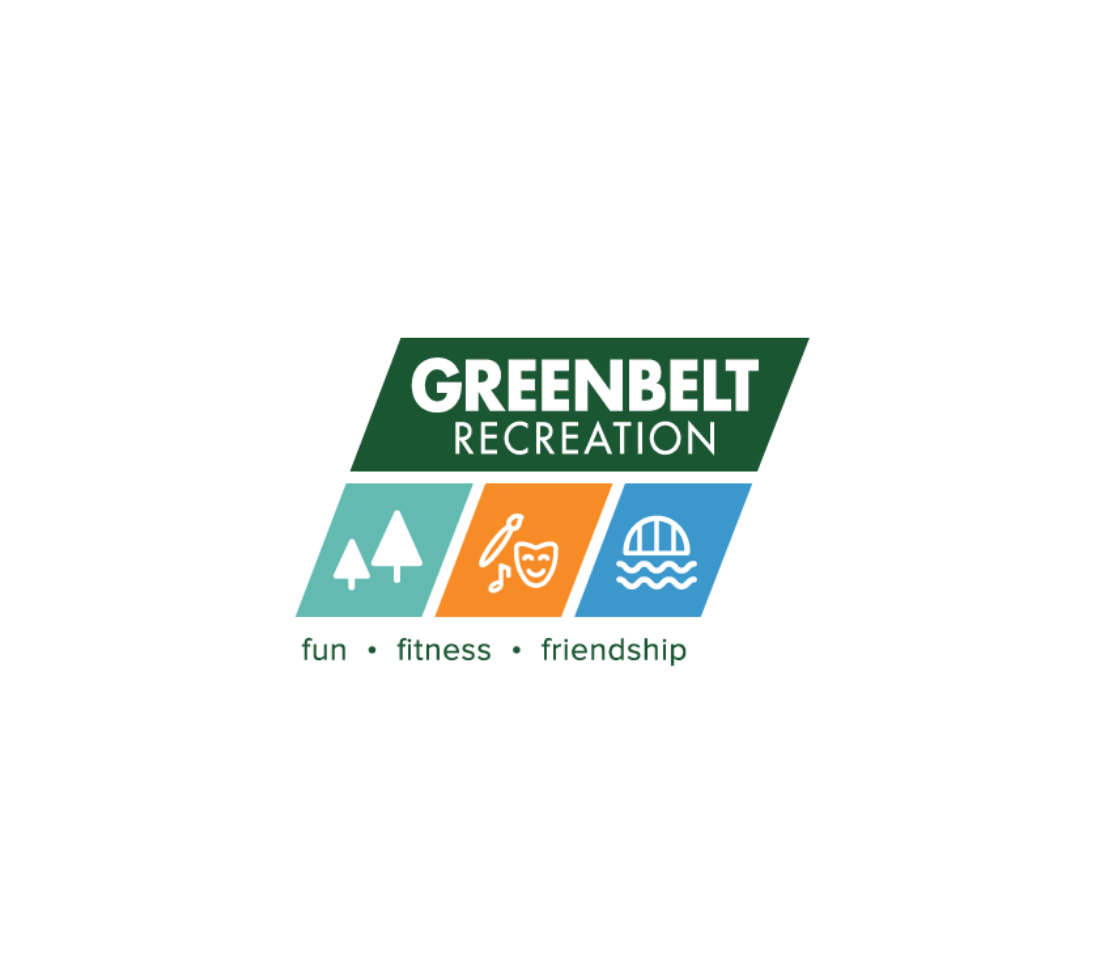 GREENBELT
RECREATION
fun • fitness • friendship